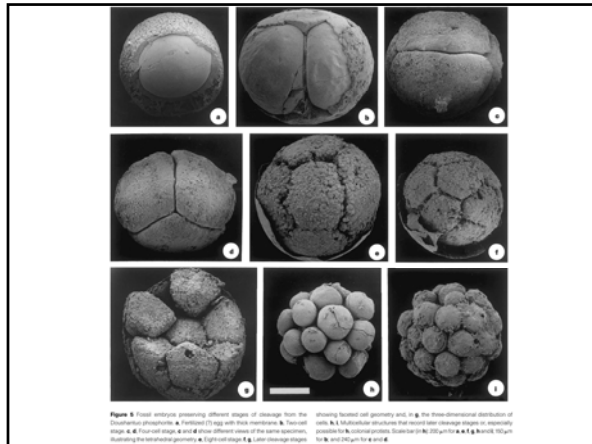 a
b
c
d
e
f
g
h
i
Figure 5 Fossil embryos preserving different stages of cleavage from the
Doushantuo phosphorite. a, Fertilized (?) egg with thick membrane. b, Two-cell
stage. c, d, Four-cell stage, c and d show different views of the same specimen,
illustrating the tetrahedral geometry. e, Eight-cell stage. f, g, Later cleavage stages
showing faceted cell geometry and, in g, the three-dimensional distribution of
cells. h, i, Multicellular structures that record later cleavage stages or, especially
possible for h, colonial protists. Scale bar (in h): 200 μm for a, e, f, g, h and i; 150 μm
for b; and 240 μm for c and d.